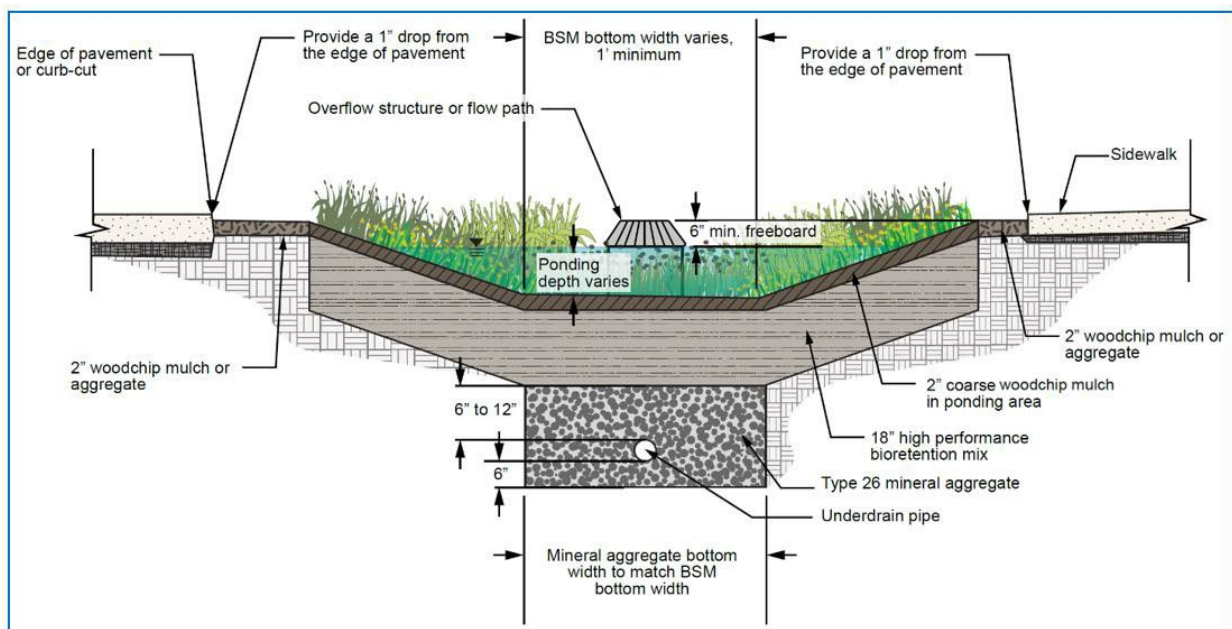 Edge of pavement
or curb-cut
Provide a 1” drop from
the edge of pavement
BSM bottom width varies,
1’ minimum
Provide a 1” drop from
the edge of pavement
Overflow structure or flow path
Sidewalk
6” min. freeboard
Ponding
depth varies
2” woodchip mulch or
aggregate
2” woodchip mulch or
aggregate
2” coarse woodchip mulch
in ponding area
6” to 12”
18” high performance
bioretention mix
6”
Type 26 mineral aggregate
Underdrain pipe
Mineral aggregate bottom
width to match BSM
bottom width